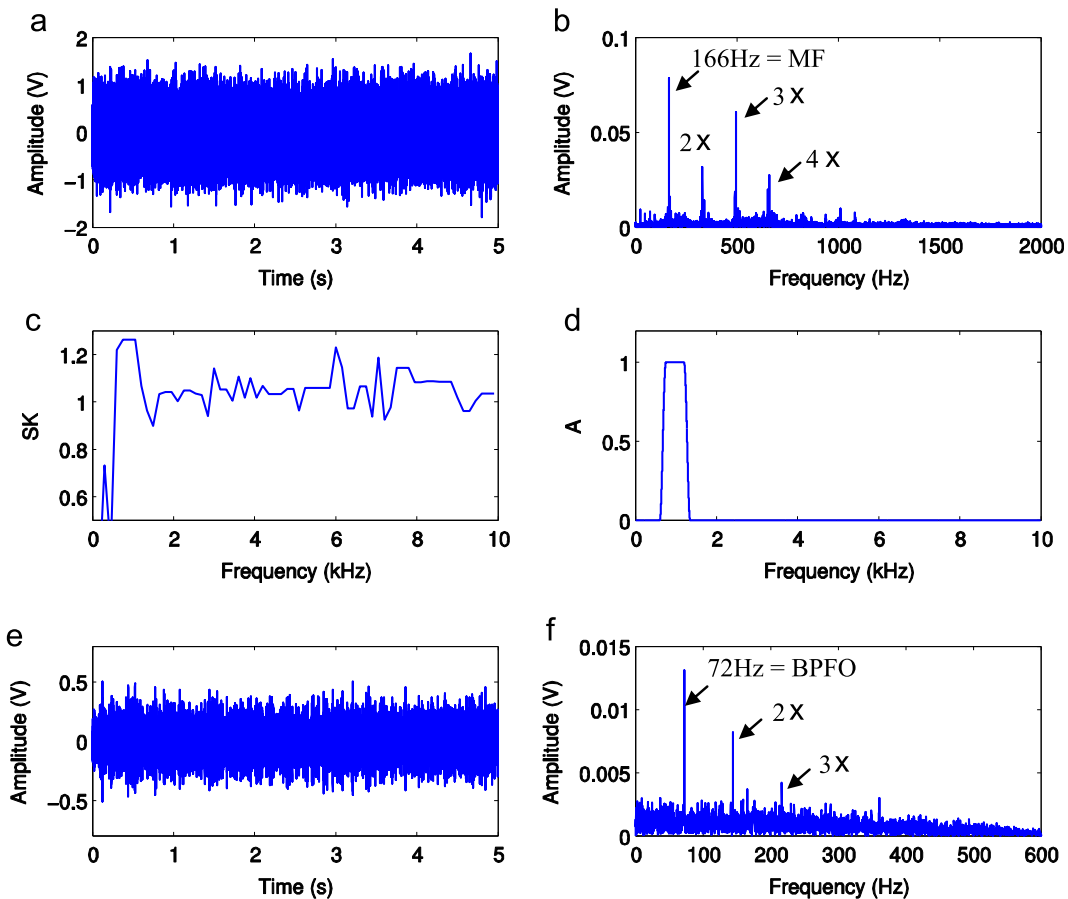 a
2
1
0
−1
−2
Amplitude (V)
0 1 2 3 4 5
Time (s)
b
0.1
0.05
0
Amplitude (V)
166Hz = MF
3 x
2 x
4 x
0 500 1000 1500 2000
Frequency (Hz)
c
1.2
1
0.8
0.6
SK
0 2 4 6 8 10
Frequency (kHz)
d
1
0.5
0
A
0 2 4 6 8 10
Frequency (kHz)
e
0.5
0
−0.5
Amplitude (V)
0 1 2 3 4 5
Time (s)
f
0.015
0.01
0.005
0
Amplitude (V)
72Hz = BPFO
2 x
3 x
0 100 200 300 400 500 600
Frequency (Hz)